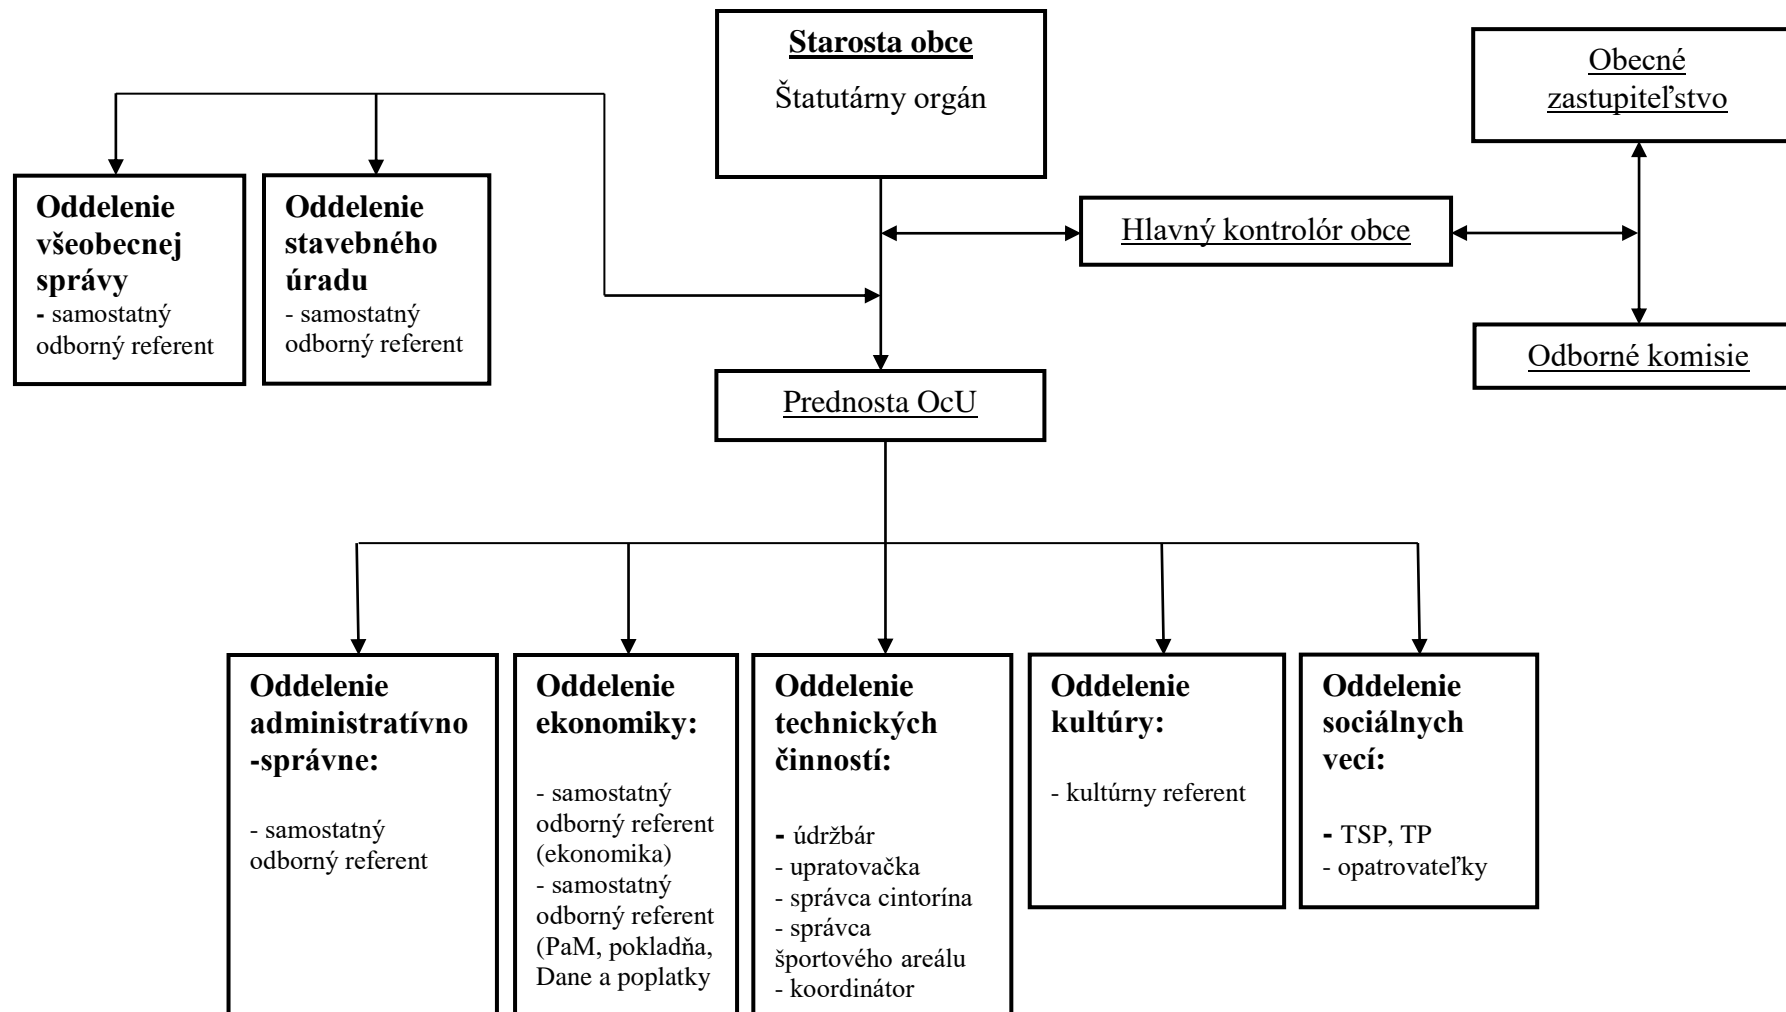 Starosta obce
Štatutárny orgán
Obecné
zastupiteľstvo
Oddelenie
všeobecnej
správy
- samostatný
odborný referent
Oddelenie
stavebného
úradu
- samostatný
odborný referent
Hlavný kontrolór obce
Odborné komisie
Prednosta OcU
Oddelenie
administratívno
-správne:
- samostatný
odborný referent
Oddelenie
ekonomiky:
- samostatný
odborný referent
(ekonomika)
- samostatný
odborný referent
(PaM, pokladňa,
Dane a poplatky
Oddelenie
technických
činností:
- údržbár
- upratovačka
- správca cintorína
- správca
športového areálu
- koordinátor
Oddelenie
kultúry:
- kultúrny referent
Oddelenie
sociálnych
vecí:
- TSP, TP
- opatrovateľky